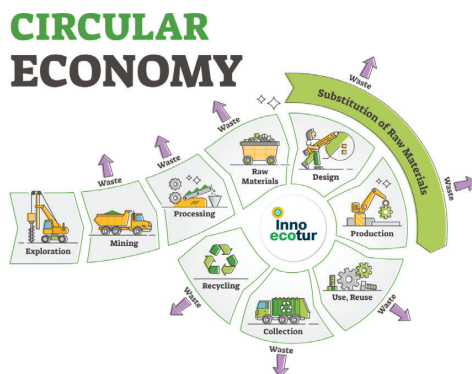 CIRCULAR
ECONOMY
Waste
Substitution of Raw Materials
Waste
Waste
Waste
Waste
Raw
Materials
Design
Waste
Processing
Production
Exploration
Mining
Inno
ecotur
Recycling
Use, Reuse
Waste
Collection
Waste
Waste